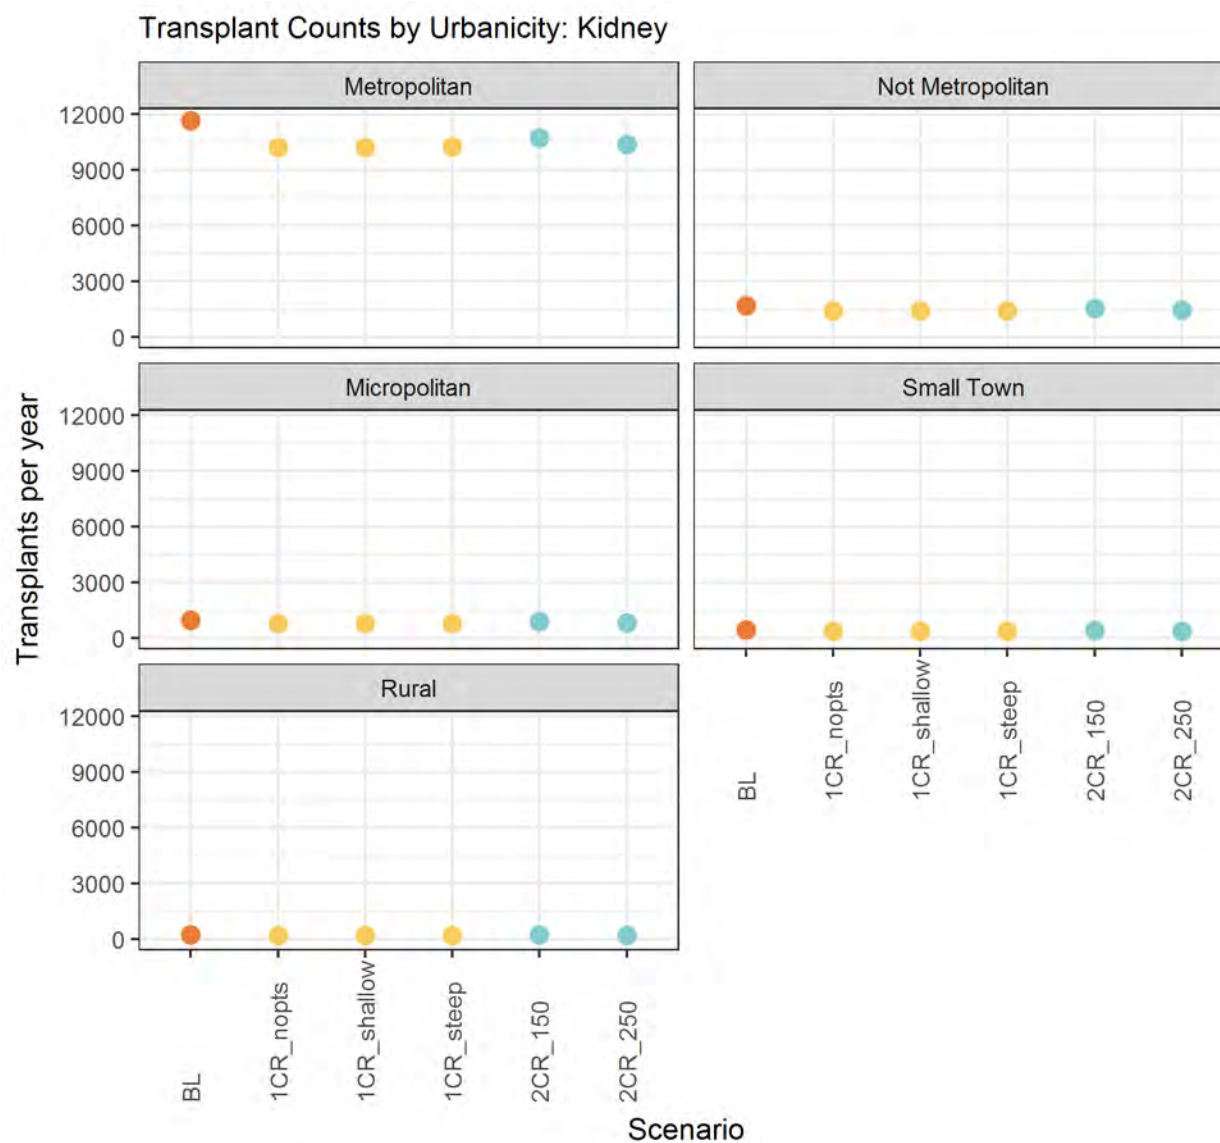 Transplant Counts by Urbanicity: Kidney
Metropolitan
Not Metropolitan
12000
9000
6000
3000
0
Micropolitan
Small Town
12000
9000
6000
3000
0
Transplants per year
Rural
12000
9000
6000
3000
0
BL
1CR_nopts
1CR_shallow
1CR_steep
2CR_150
2CR_250
BL
1CR_nopts
1CR_shallow
1CR_steep
2CR_150
2CR_250
Scenario